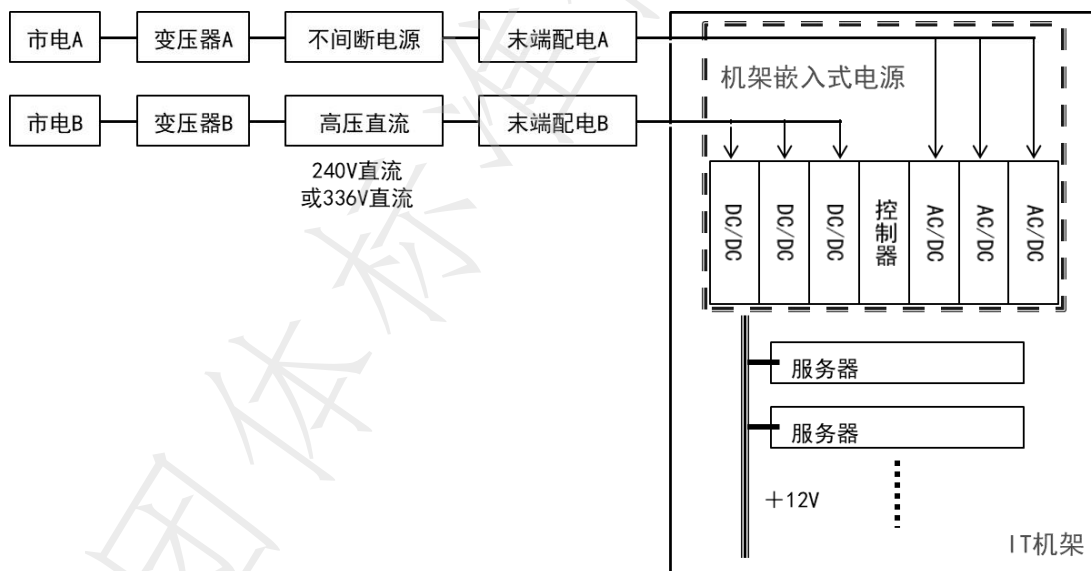 市电A
变压器A
不间断电源
末端配电A
市电B
变压器B
高压直流
末端配电B
240V直流
或336V直流
机架嵌入式电源
DC/DC
DC/DC
DC/DC
控制器
AC/DC
AC/DC
AC/DC
服务器
服务器
+12V
IT机架
团体标准